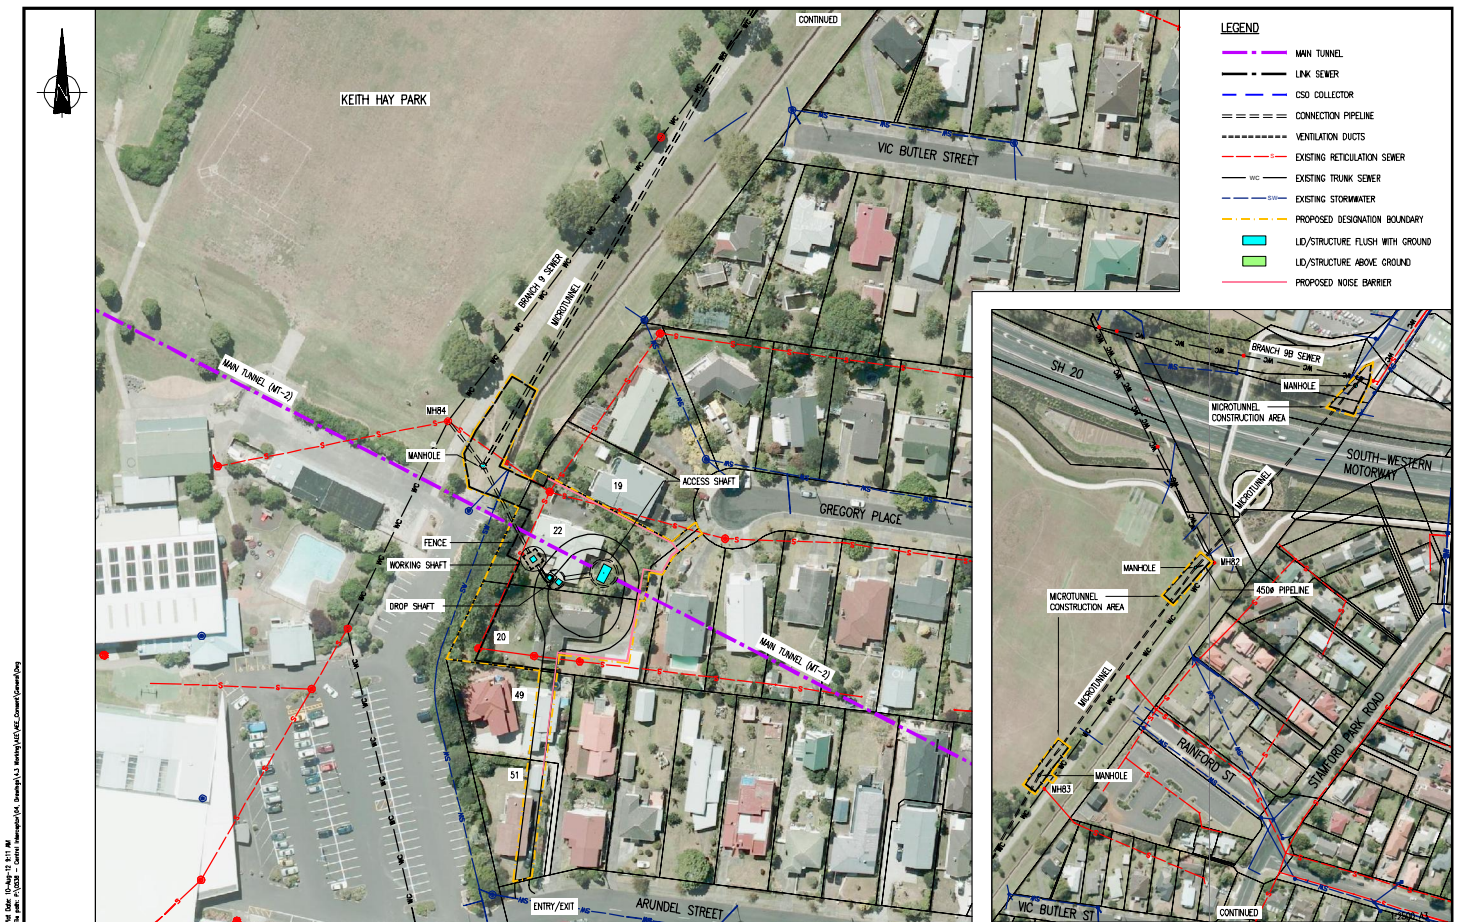 CONTINUED
KEITH HAY PARK
VIC BUTLER STREET
BRANCH 9 SEWER
MICROTUNNEL
MAIN TUNNEL (MT-2)
MH84
MANHOLE
ACCESS SHAFT
19
GREGORY PLACE
22
FENCE
WORKING SHAFT
DROP SHAFT
20
MAIN TUNNEL (MT-2)
49
51
ENTRY/EXIT
ARUNDEL STREET
LEGEND
MAIN TUNNEL
LINK SEWER
CSO COLLECTOR
CONNECTION PIPELINE
VENTILATION DUCTS
EXISTING RETICULATION SEWER
EXISTING TRUNK SEWER
EXISTING STORMWATER
PROPOSED DESIGNATION BOUNDARY
LID/STRUCTURE FLUSH WITH GROUND
LID/STRUCTURE ABOVE GROUND
PROPOSED NOISE BARRIER
BRANCH 9B SEWER
SH 20
MANHOLE
MICROTUNNEL
CONSTRUCTION AREA
SOUTH-WESTERN
MOTORWAY
MICROTUNNEL
MANHOLE
MH82
450Ø PIPELINE
MICROTUNNEL
CONSTRUCTION AREA
MICROTUNNEL
RAINFORD ST
STAMFORD PARK ROAD
MANHOLE
MH83
VIC BUTLER ST
CONTINUED